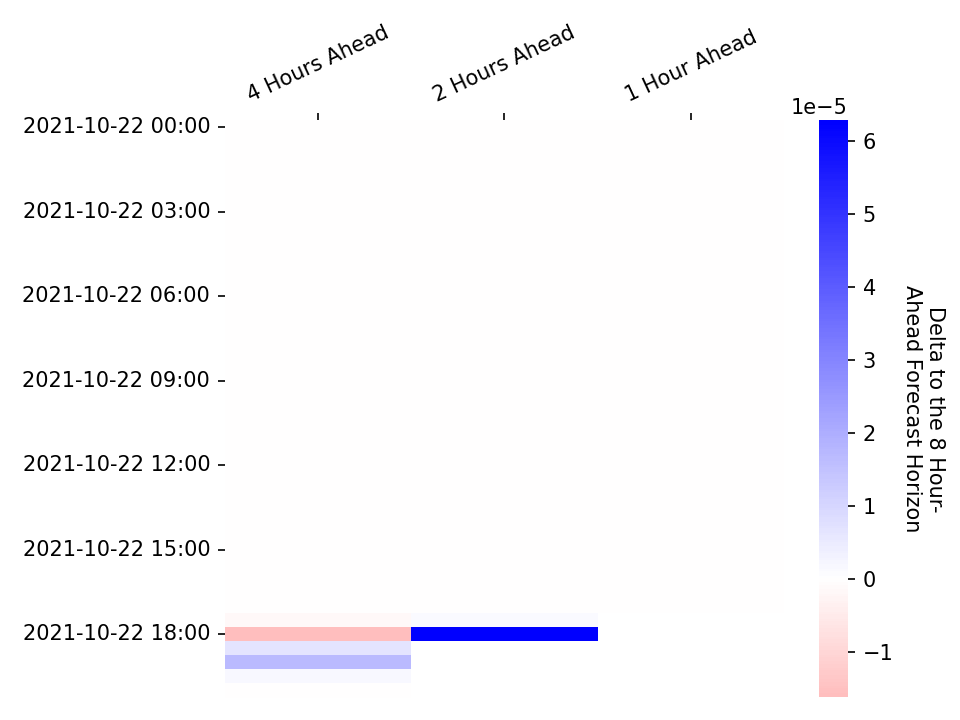 4 Hours Ahead
2 Hours Ahead
1 Hour Ahead
1e−5
2021-10-22 00:00
2021-10-22 03:00
2021-10-22 06:00
2021-10-22 09:00
2021-10-22 12:00
2021-10-22 15:00
2021-10-22 18:00
6
5
4
3
2
1
0
−1
Delta to the 8 Hour-
Ahead Forecast Horizon